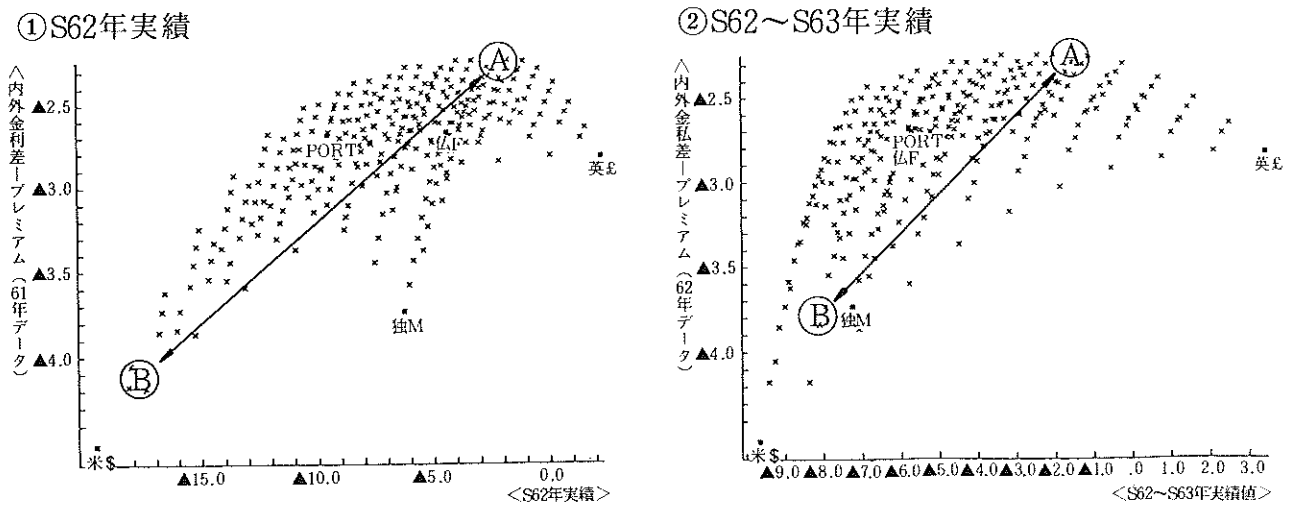 ①S62年実績
〈内外金利差ープレミアム（61年データ）
▲2.5
▲3.0
▲3.5
▲4.0
A
B
PORT
仏F
英£
独M
米$
▲15.0 ▲10.0 ▲5.0 0.0
<S62年実績>
②S62～S63年実績
〈内外金私差ープレミアム（62年データ）
▲2.5
▲3.0
▲3.5
▲4.0
A
B
PORT
仏F
英£
独M
米$
▲9.0 ▲8.0 ▲7.0 ▲6.0 ▲5.0 ▲4.0 ▲3.0 ▲2.0 ▲1.0 .0 1.0 2.0 3.0
<S62～S63年実績値>